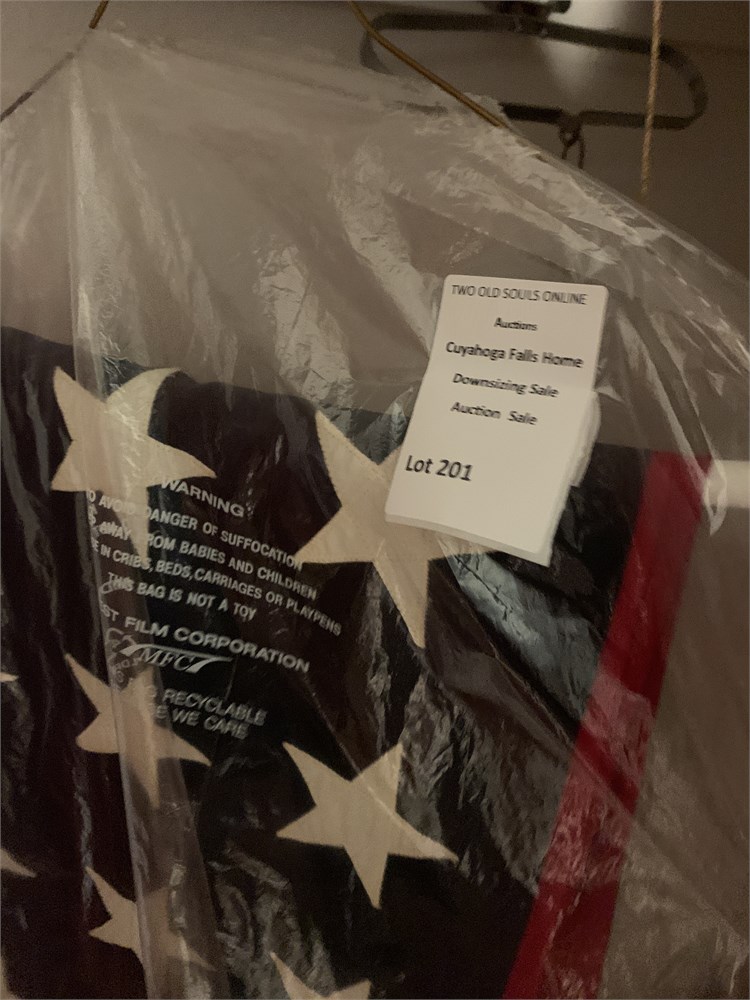 TWO OLD SOULS ONLINE
Auctions
Cuyahoga Falls Home
Downsizing Sale
Auction Sale
Lot 201
WARNING
AVOID DANGER OF SUFFOCATION
AWAY FROM BABIES AND CHILDREN
IN CRIBS, BEDS, CARRIAGES OR PLAYPENS
THIS BAG IS NOT A TOY
ST FILM CORPORATION
MFC
RECYCLABLE
WE CARE